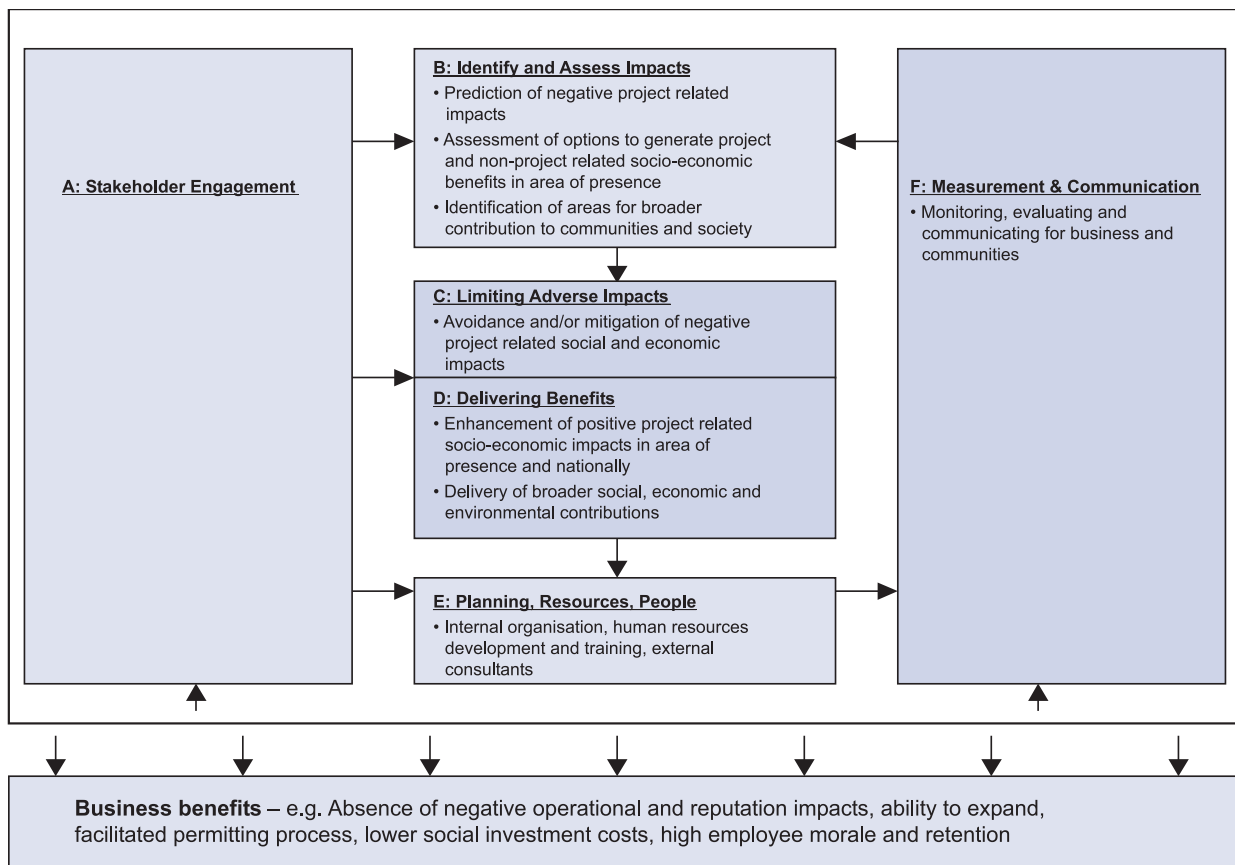 A: Stakeholder Engagement
B: Identify and Assess Impacts
• Prediction of negative project related
impacts
• Assessment of options to generate project
and non-project related socio-economic
benefits in area of presence
• Identification of areas for broader
contribution to communities and society
C: Limiting Adverse Impacts
• Avoidance and/or mitigation of negative
project related social and economic
impacts
D: Delivering Benefits
• Enhancement of positive project related
socio-economic impacts in area of
presence and nationally
• Delivery of broader social, economic and
environmental contributions
E: Planning, Resources, People
• Internal organisation, human resources
development and training, external
consultants
F: Measurement & Communication
• Monitoring, evaluating and
communicating for business and
communities
Business benefits – e.g. Absence of negative operational and reputation impacts, ability to expand,
facilitated permitting process, lower social investment costs, high employee morale and retention